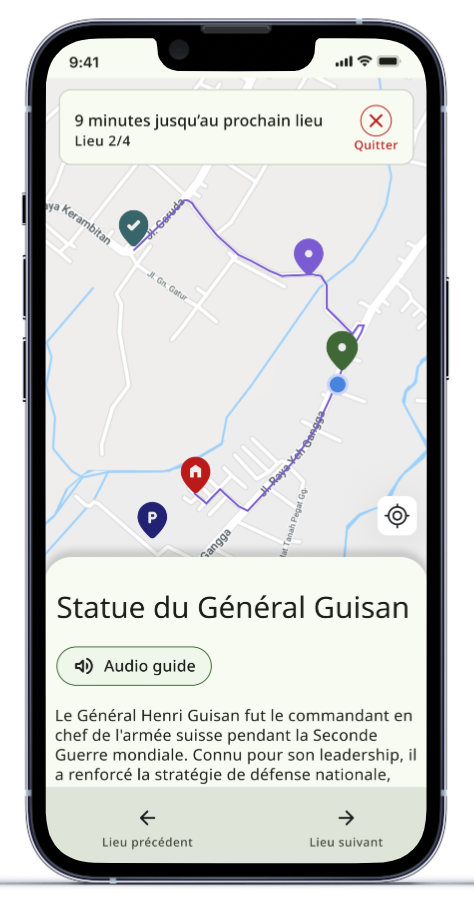 9:41
9 minutes jusqu'au prochain lieu
Lieu 2/4
Quitter
aya Kerambitan
Jl. Garuda
Jl. Gn. Gatur
Jl. Raya Yeh Gangga
at Tanah Pegat Gg.
Gangga
P
Statue du Général Guisan
Audio guide
Le Général Henri Guisan fut le commandant en
chef de l'armée suisse pendant la Seconde
Guerre mondiale. Connu pour son leadership, il
a renforcé la stratégie de défense nationale,
Lieu précédent
Lieu suivant